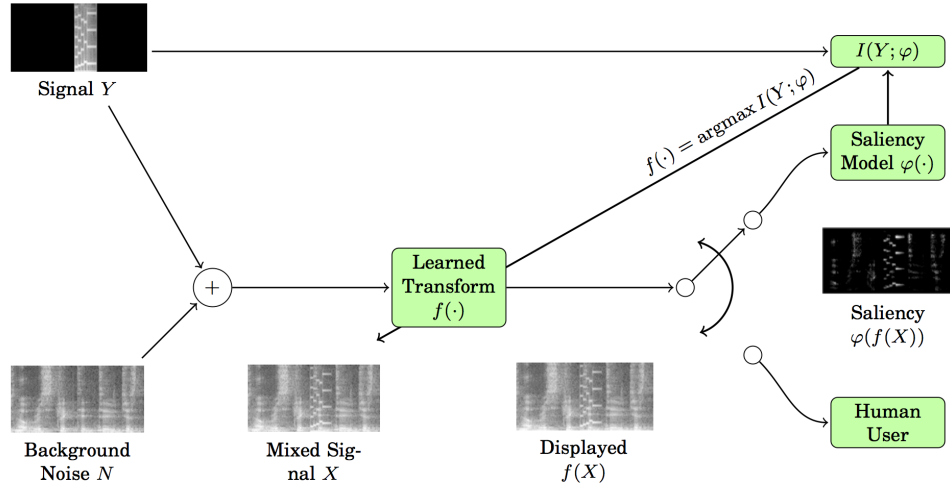 Signal Y
I(Y; φ)
f(·) = argmax I(Y; φ)
Saliency
Model φ(·)
+
Learned
Transform
f(·)
Saliency
φ(f(X))
Background
Noise N
Mixed Sig-
nal X
Displayed
f(X)
Human
User